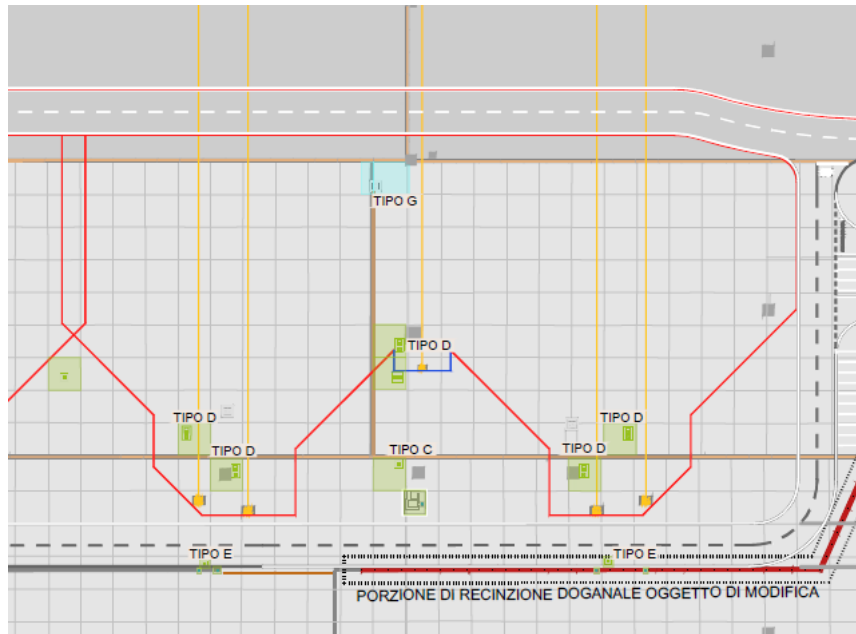 TIPO G
TIPO D
TIPO D
TIPO D
TIPO D
TIPO C
TIPO D
TIPO E
TIPO E
PORZIONE DI RECINZIONE DOGANALE OGGETTO DI MODIFICA